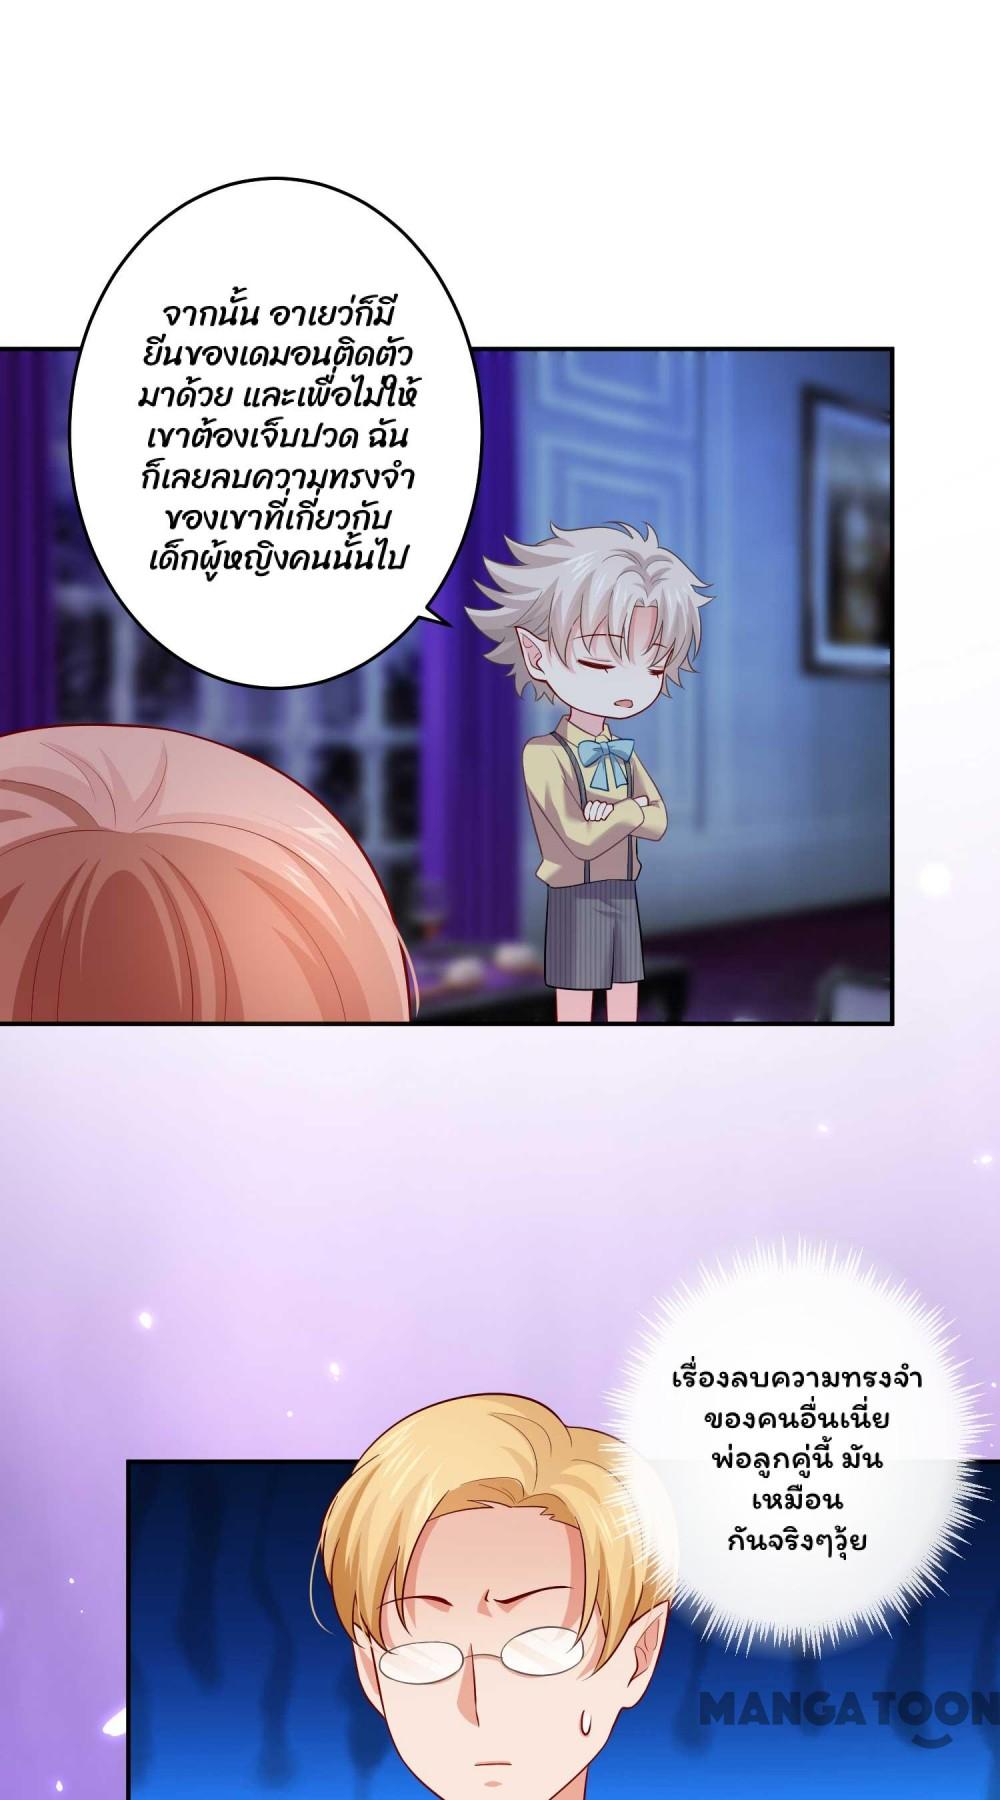 จากนั้น อาเยว่ก็มี
ยีนของเดมอนติดตัว
มาด้วย และเพื่อไม่ให้
เขาต้องเจ็บปวด ฉัน
ก็เลยลบความทรงจำ
ของเขาที่เกี่ยวกับ
เด็กผู้หญิงคนนั้นไป
เรื่องลบความทรงจำ
ของคนอื่นเนี่ย
พ่อลูกคู่นี้ มัน
เหมือน
กันจริงๆวุ้ย
MANGATOON